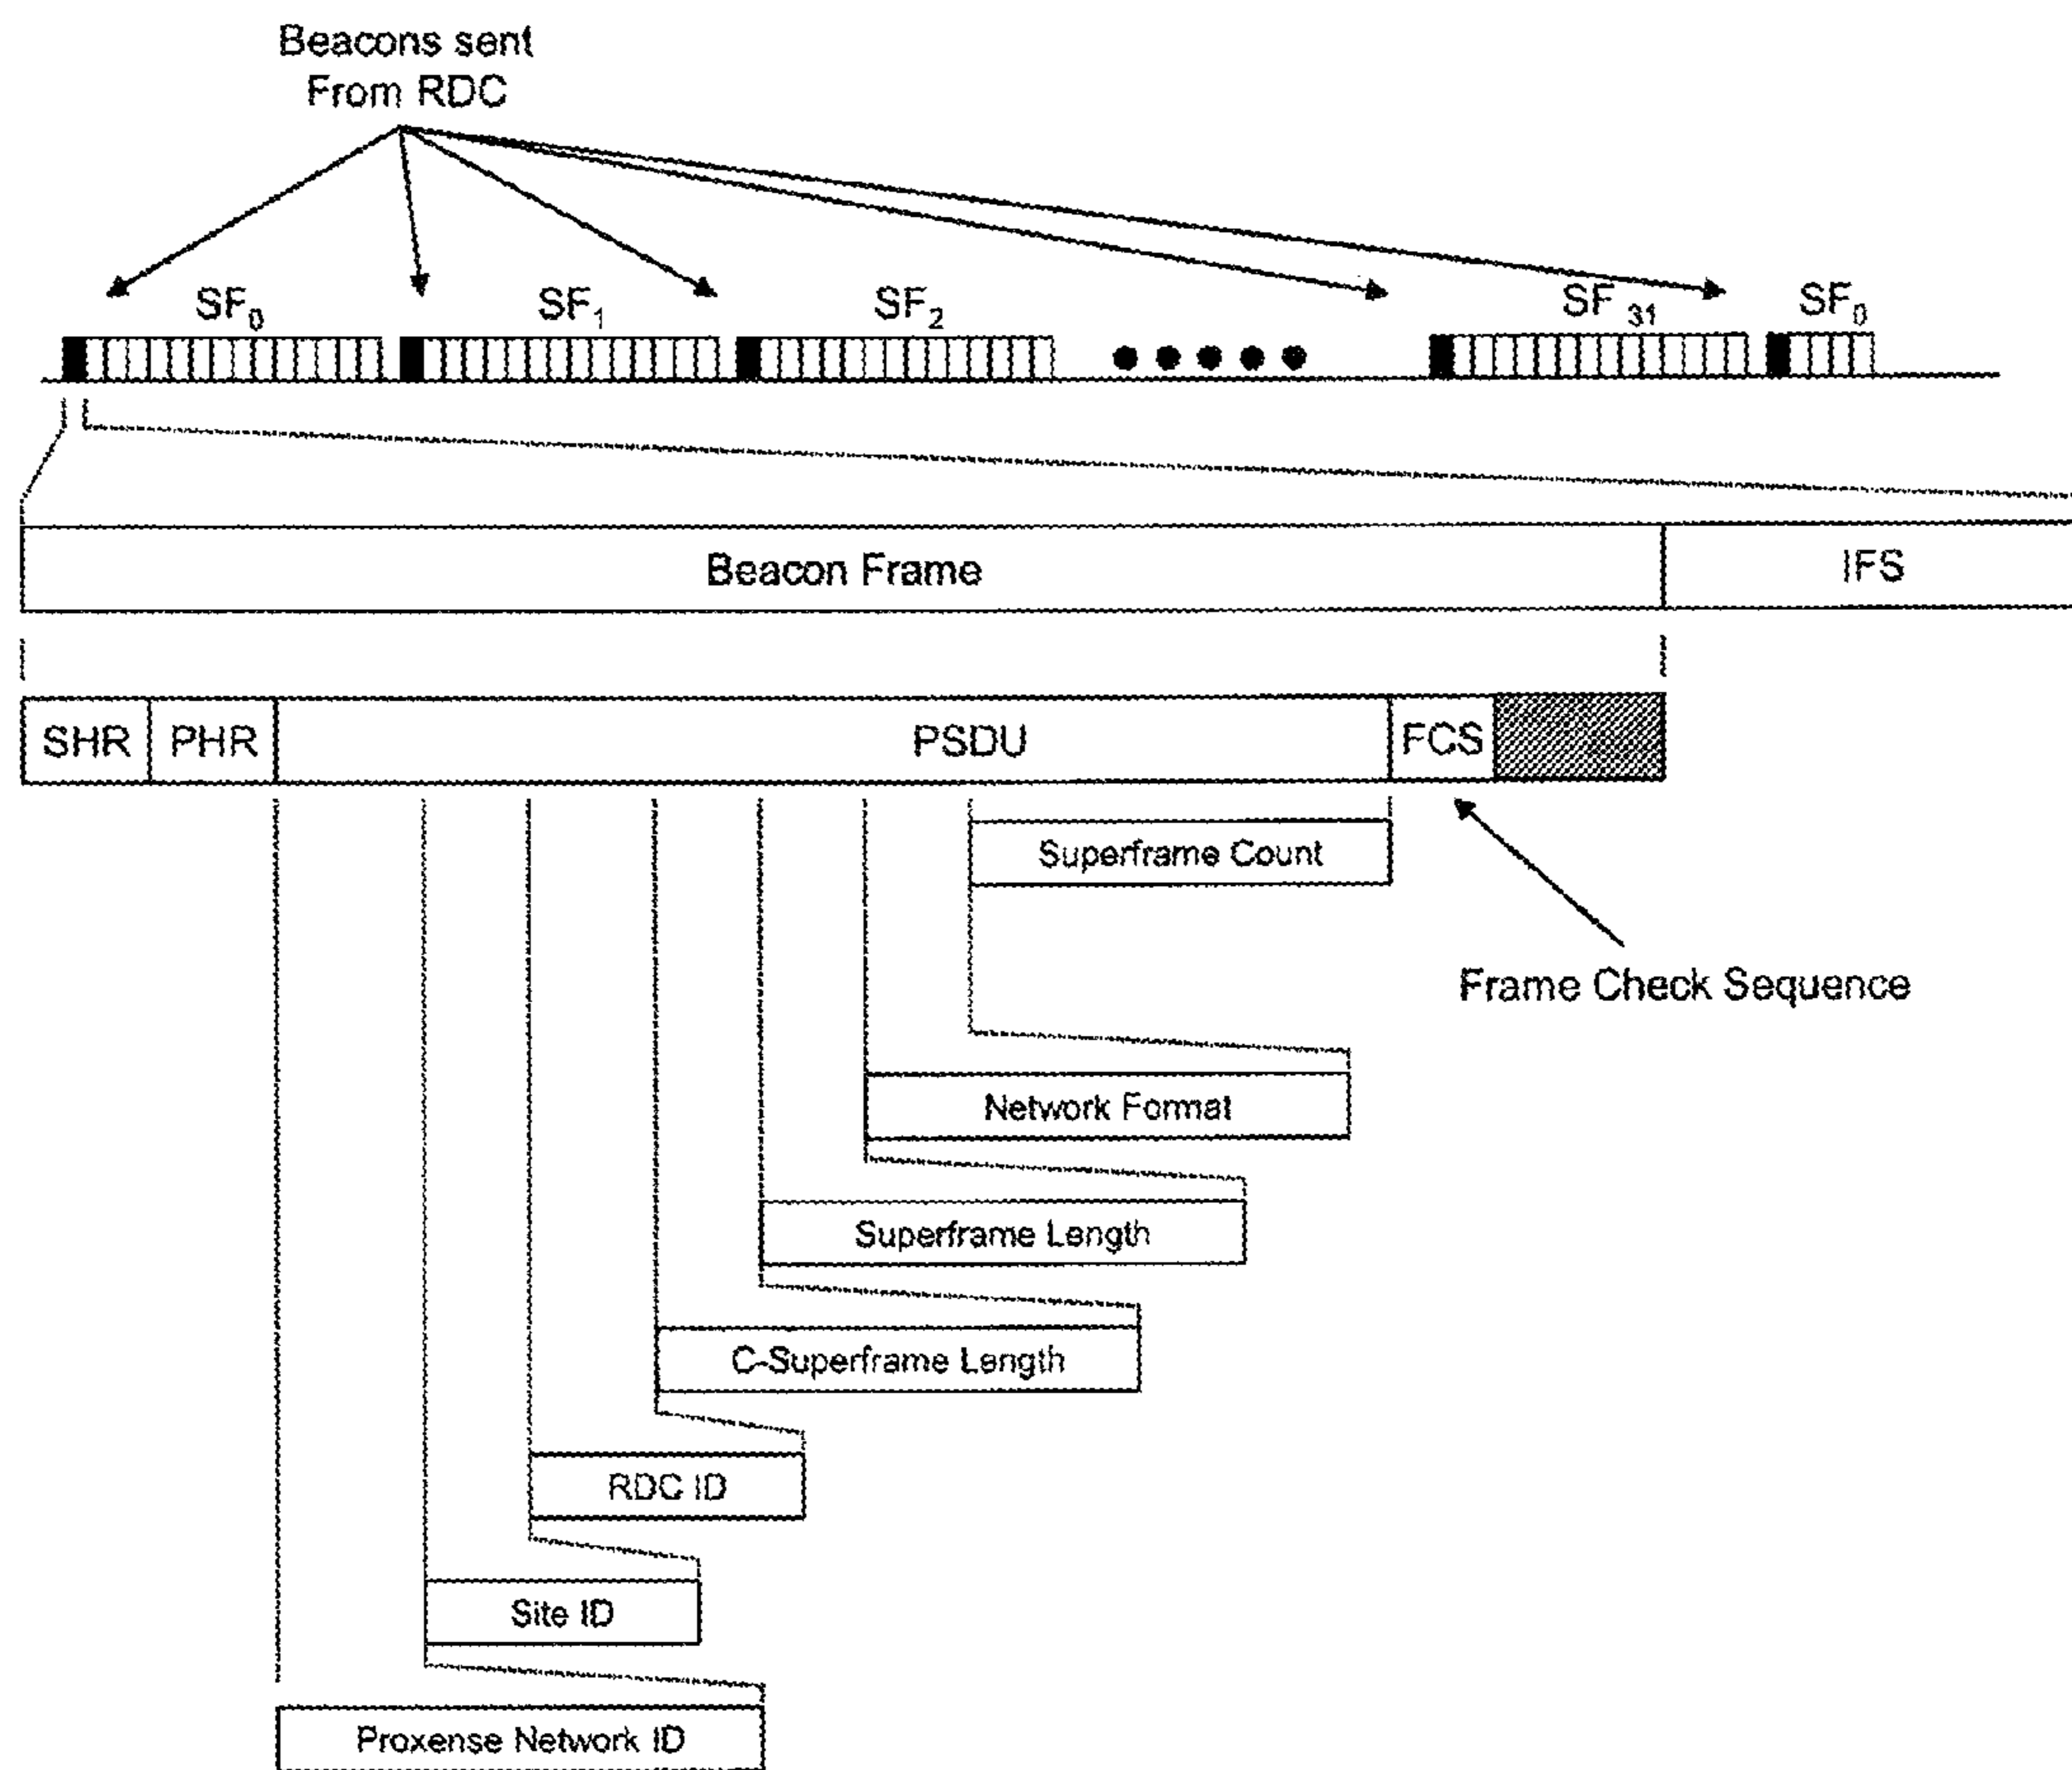 Beacons sent
From RDC
SF0 SF1 SF2 SF31 SF0
Beacon Frame IFS
SHR PHR PSDU FCS
Superframe Count
Frame Check Sequence
Network Format
Superframe Length
C-Superframe Length
RDC ID
Site ID
Proxense Network ID